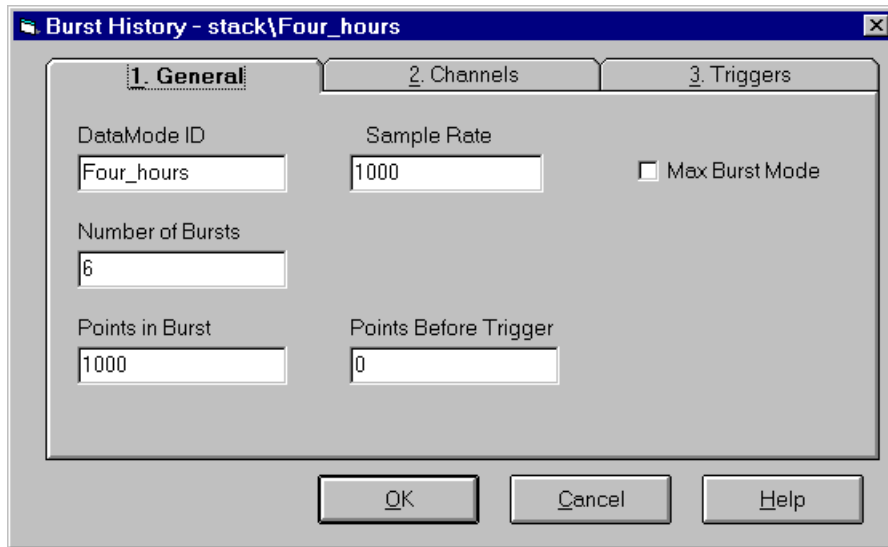 Burst History - stack\Four_hours
1. General
2. Channels
3. Triggers
DataMode ID
Sample Rate
Four_hours
1000
Max Burst Mode
Number of Bursts
6
Points in Burst
Points Before Trigger
1000
0
OK
Cancel
Help